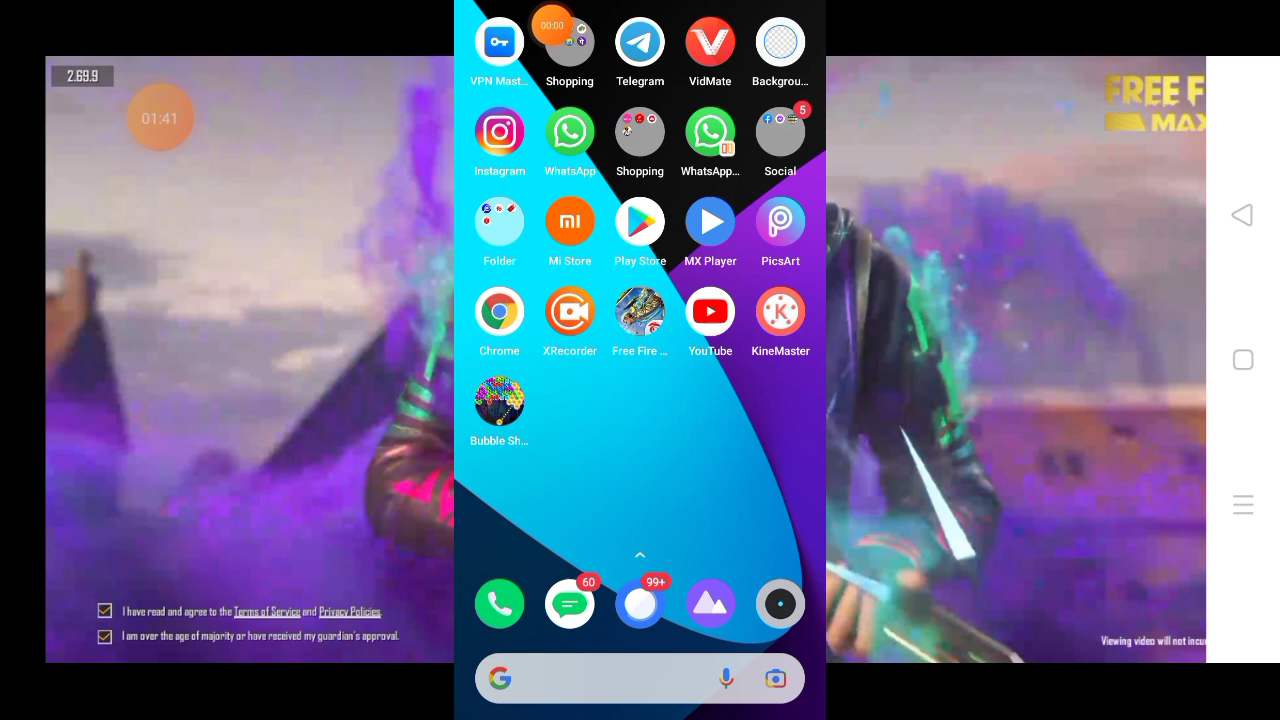 2.69.9
01:41
00:00
VPN Mast...
Shopping
Telegram
VidMate
Backgrou...
5
Instagram
WhatsApp
Shopping
WhatsApp...
Social
mi
Folder
Mi Store
Play Store
MX Player
PicsArt
K
Chrome
XRecorder
Free Fire ...
YouTube
KineMaster
Bubble Sh...
60
99+
G
FREE F
MAX
I have read and agree to the Terms of Service and Privacy Policies.
I am over the age of majority or have received my guardian's approval.
Viewing video will not incu